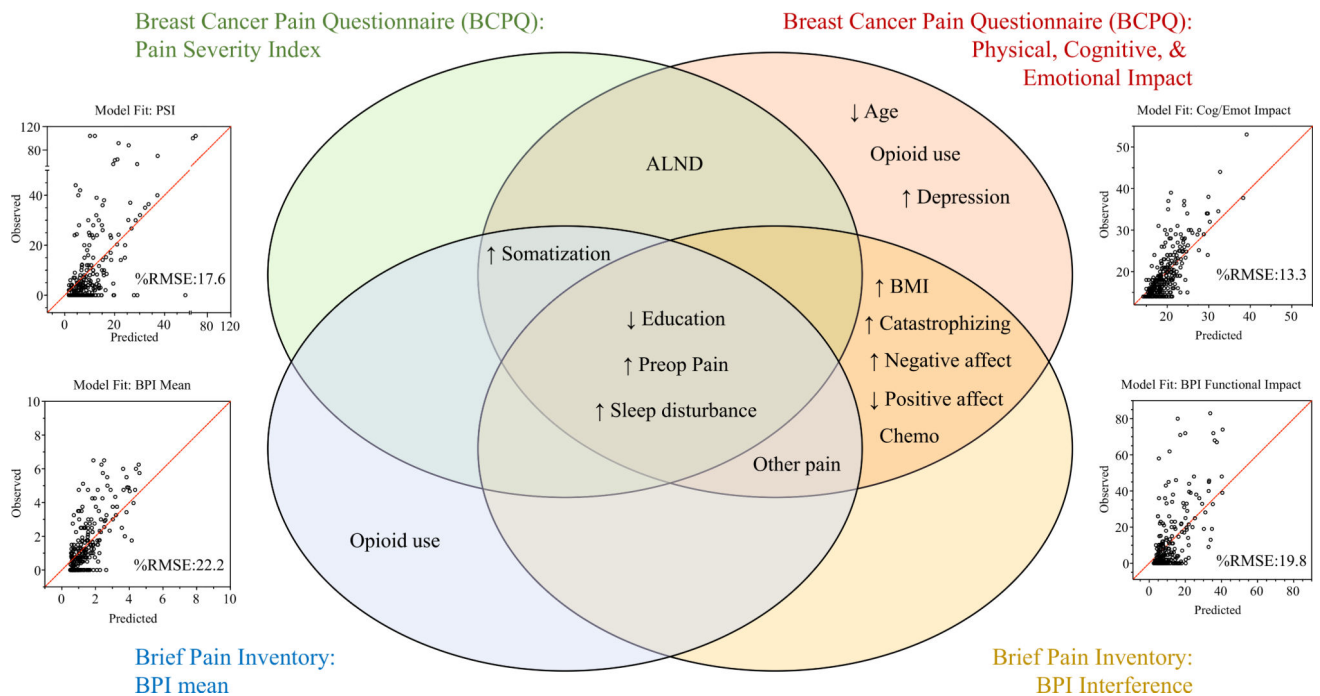 Breast Cancer Pain Questionnaire (BCPQ):
Pain Severity Index
Breast Cancer Pain Questionnaire (BCPQ):
Physical, Cognitive, &
Emotional Impact
Model Fit: PSI
120
80
40
20
0
Observed
0
20
40
80
120
Predicted
%RMSE:17.6
Model Fit: BPI Mean
10
8
6
4
2
0
Observed
0
2
4
6
8
10
Predicted
%RMSE:22.2
ALND
↓ Age
Opioid use
↑ Depression
↑ Somatization
↓ Education
↑ Preop Pain
↑ Sleep disturbance
↑ BMI
↑ Catastrophizing
↑ Negative affect
↓ Positive affect
Chemo
Other pain
Opioid use
Model Fit: Cog/Emot Impact
50
40
30
20
Observed
20
30
40
50
Predicted
%RMSE:13.3
Model Fit: BPI Functional Impact
80
60
40
20
0
Observed
0
20
40
60
80
Predicted
%RMSE:19.8
Brief Pain Inventory:
BPI mean
Brief Pain Inventory:
BPI Interference